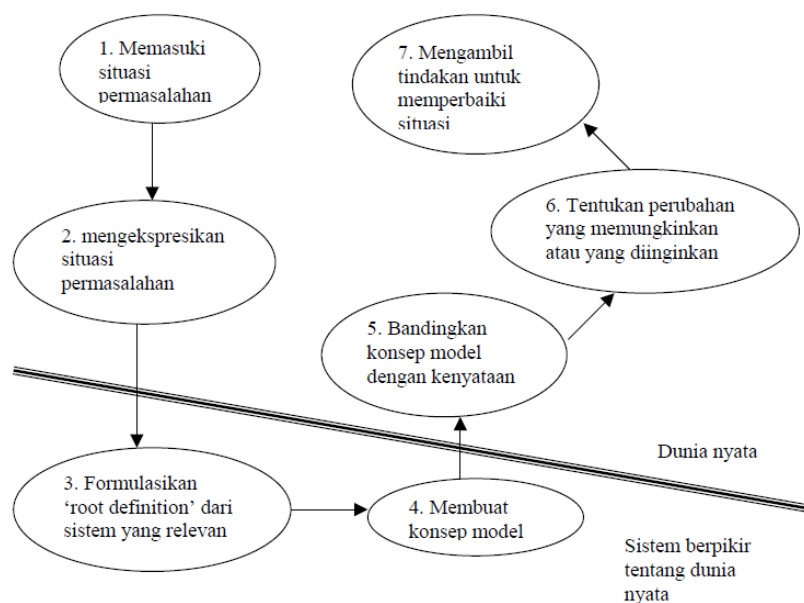 1. Memasuki
situasi
permasalahan
2. mengekspresikan
situasi
permasalahan
3. Formulasikan
‘root definition’ dari
sistem yang relevan
4. Membuat
konsep model
5. Bandingkan
konsep model
dengan kenyataan
6. Tentukan perubahan
yang memungkinkan
atau yang diinginkan
7. Mengambil
tindakan untuk
memperbaiki
situasi
Dunia nyata
Sistem berpikir
tentang dunia
nyata